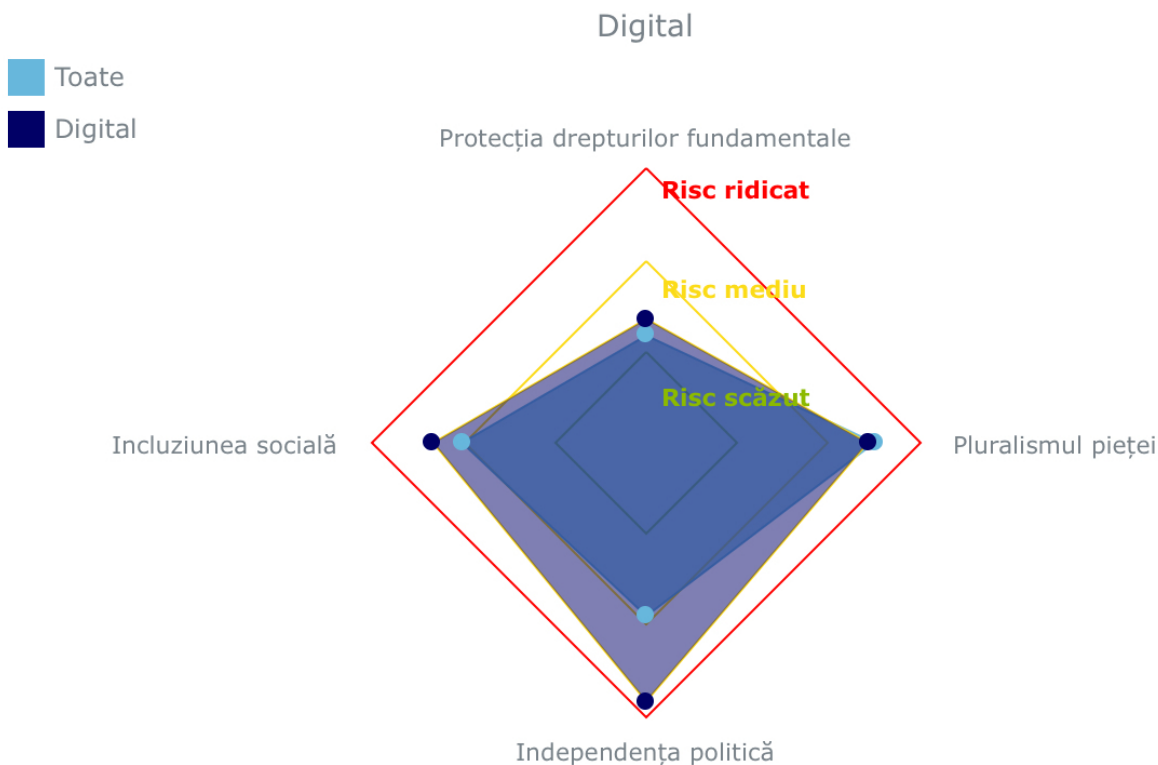 Digital
Toate
Digital
Protecția drepturilor fundamentale
Risc ridicat
Risc mediu
Risc scăzut
Incluziunea socială
Pluralismul pieței
Independența politică